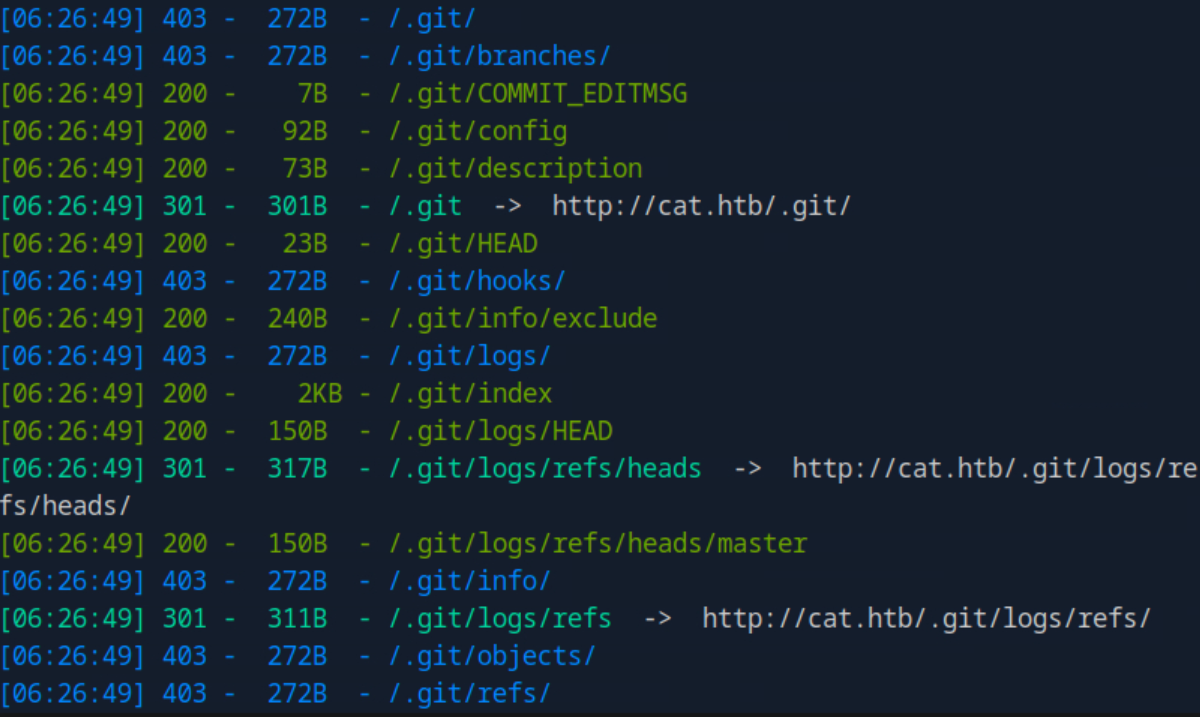 [06:26:49] 403 -  272B  - /.git/
[06:26:49] 403 -  272B  - /.git/branches/
[06:26:49] 200 -    7B  - /.git/COMMIT_EDITMSG
[06:26:49] 200 -   92B  - /.git/config
[06:26:49] 200 -   73B  - /.git/description
[06:26:49] 301 -  301B  - /.git  ->  http://cat.htb/.git/
[06:26:49] 200 -   23B  - /.git/HEAD
[06:26:49] 403 -  272B  - /.git/hooks/
[06:26:49] 200 -  240B  - /.git/info/exclude
[06:26:49] 403 -  272B  - /.git/logs/
[06:26:49] 200 -    2KB - /.git/index
[06:26:49] 200 -  150B  - /.git/logs/HEAD
[06:26:49] 301 -  317B  - /.git/logs/refs/heads  ->  http://cat.htb/.git/logs/re
fs/heads/
[06:26:49] 200 -  150B  - /.git/logs/refs/heads/master
[06:26:49] 403 -  272B  - /.git/info/
[06:26:49] 301 -  311B  - /.git/logs/refs  ->  http://cat.htb/.git/logs/refs/
[06:26:49] 403 -  272B  - /.git/objects/
[06:26:49] 403 -  272B  - /.git/refs/